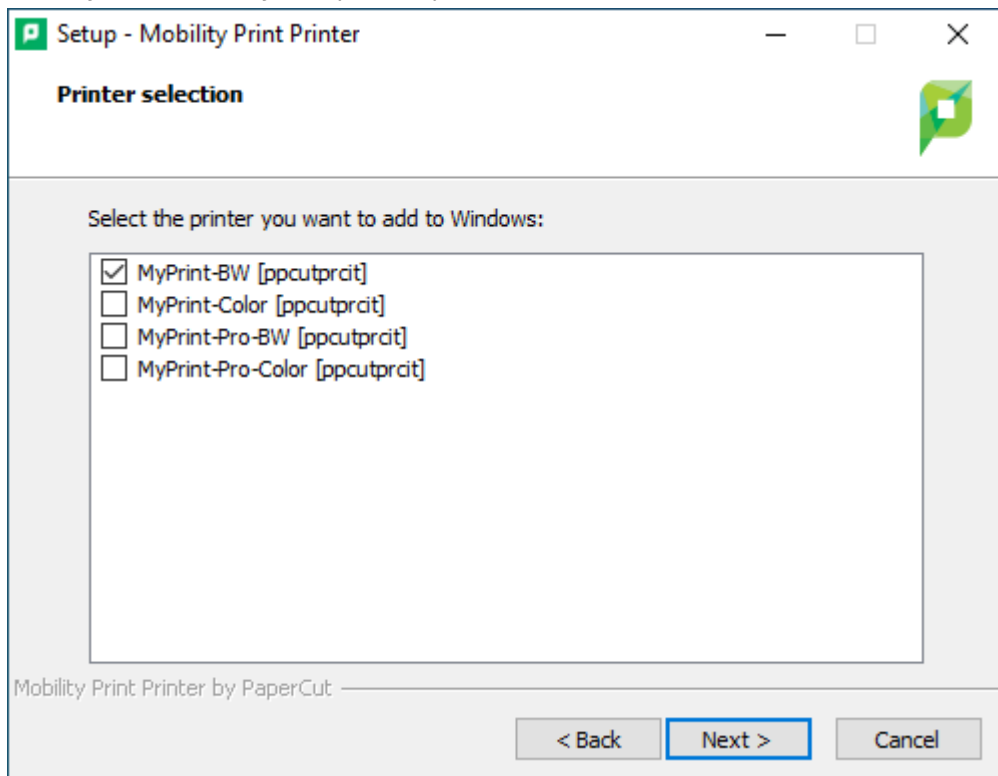 Setup - Mobility Print Printer
Printer selection
Select the printer you want to add to Windows:
MyPrint-BW [ppcutprcit]
MyPrint-Color [ppcutprcit]
MyPrint-Pro-BW [ppcutprcit]
MyPrint-Pro-Color [ppcutprcit]
Mobility Print Printer by PaperCut
< Back Next > Cancel